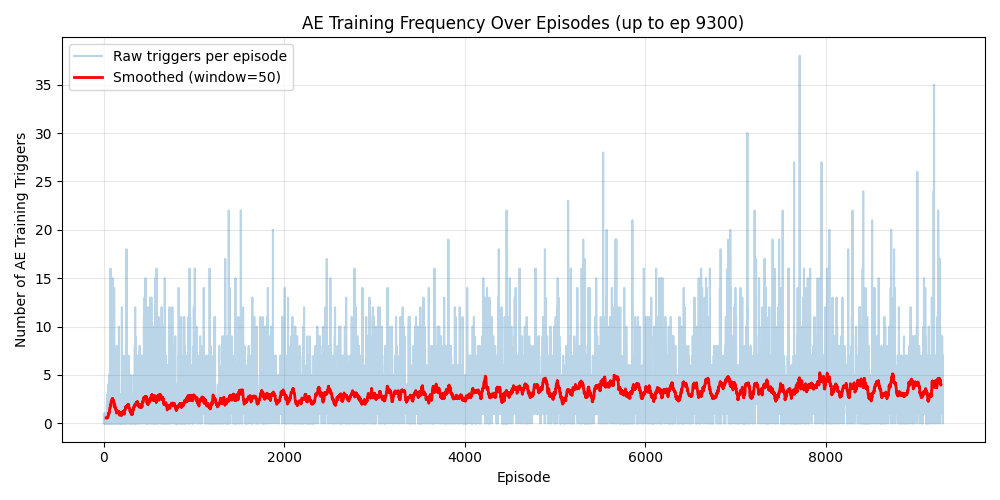 AE Training Frequency Over Episodes (up to ep 9300)
Raw triggers per episode
Smoothed (window=50)
Number of AE Training Triggers
35
30
25
20
15
10
5
0
0 2000 4000 6000 8000
Episode